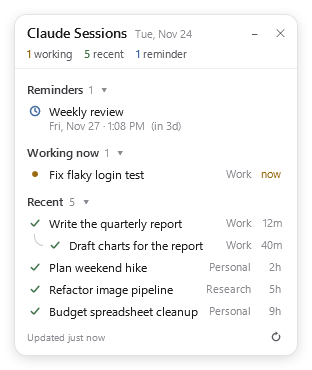 Claude Sessions Tue, Nov 24
1 working 5 recent 1 reminder
Reminders 1
Weekly review
Fri, Nov 27 · 1:08 PM (in 3d)
Working now 1
Fix flaky login test Work now
Recent 5
Write the quarterly report Work 12m
Draft charts for the report Work 40m
Plan weekend hike Personal 2h
Refactor image pipeline Research 5h
Budget spreadsheet cleanup Personal 9h
Updated just now